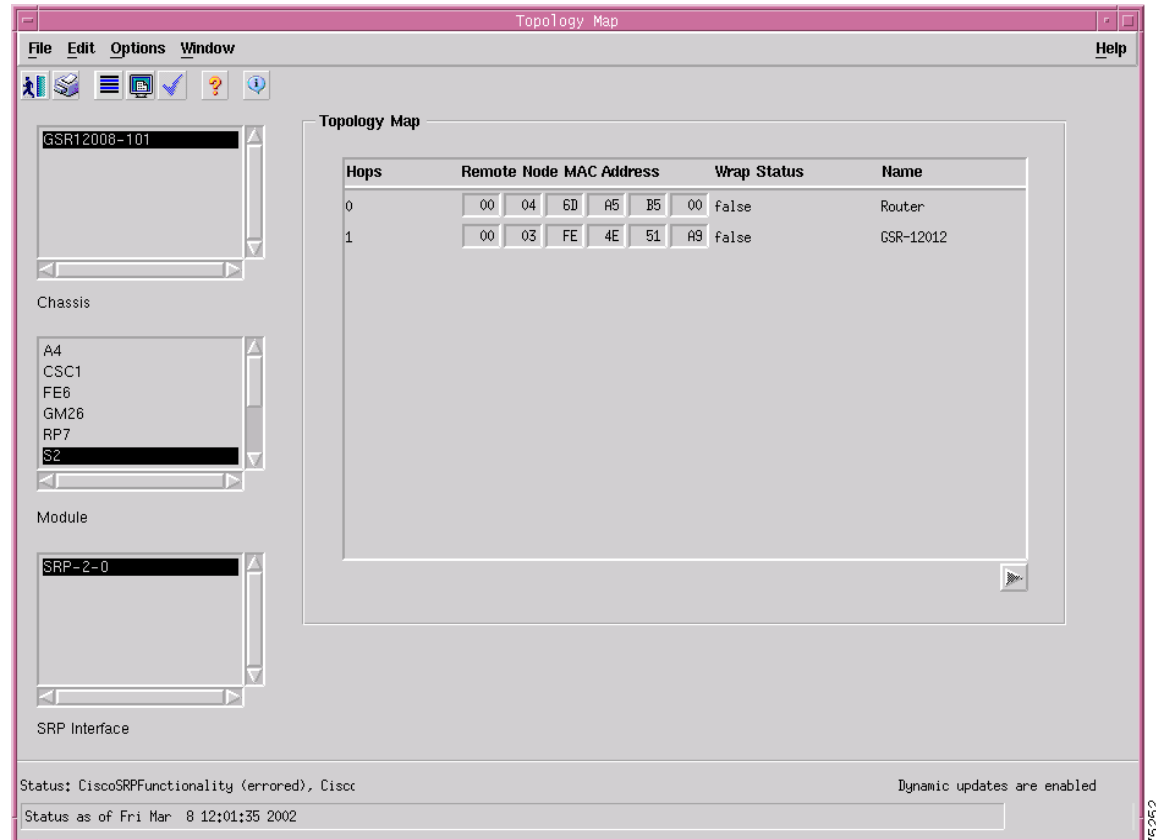 Topology Map
File Edit Options Window Help
GSR12008-101
Chassis
A4
CSC1
FE6
GM26
RP7
S2
Module
SRP-2-0
SRP Interface
Topology Map
Hops Remote Node MAC Address Wrap Status Name
0 00 04 6D A5 B5 00 false Router
1 00 03 FE 4E 51 A9 false GSR-12012
Status: CiscoSRPFunctionality (errored), Cisco
Dynamic updates are enabled
Status as of Fri Mar 8 12:01:35 2002